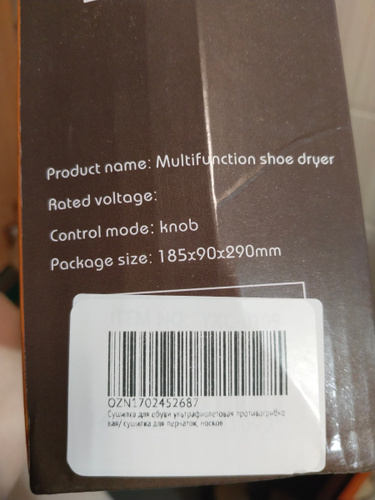 Product name: Multifunction shoe dryer
Rated voltage:
Control mode: knob
Package size: 185x90x290mm
OZN1702452687
Сушилка для обуви ультрафиолетовая противогрибко
вая/ сушилка для перчаток, носков